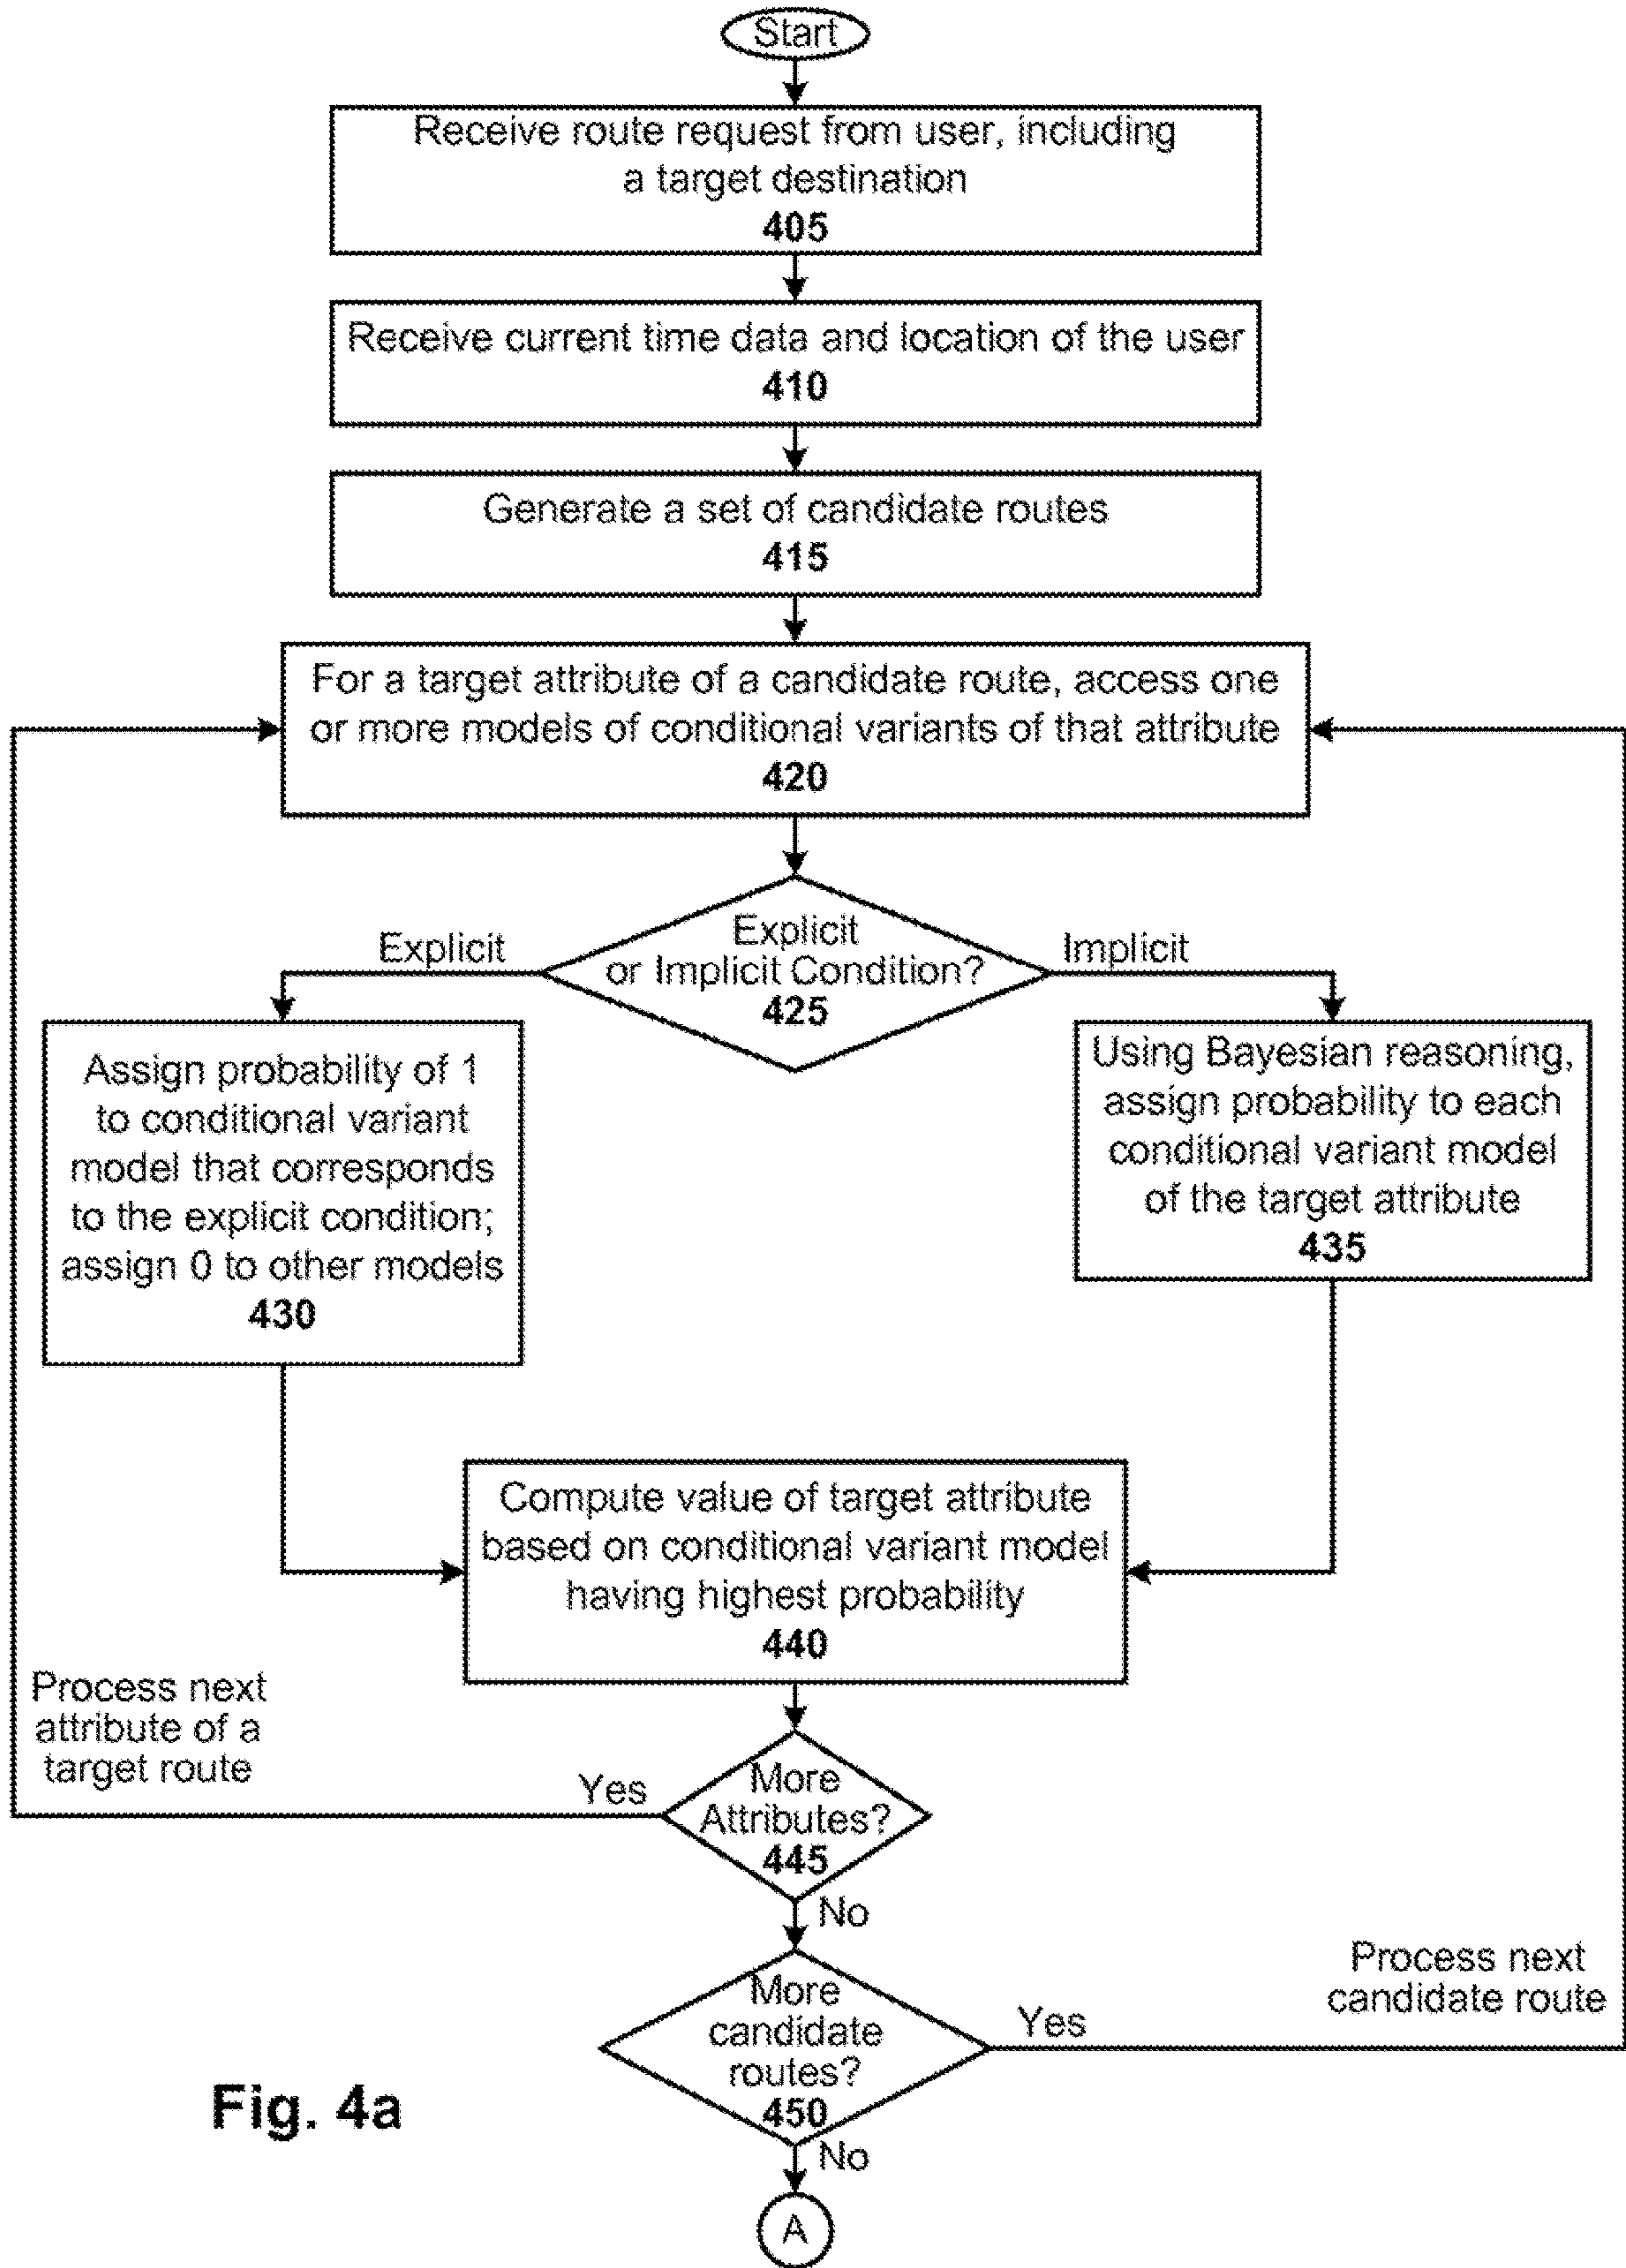 Start
Receive route request from user, including
a target destination
405
Receive current time data and location of the user
410
Generate a set of candidate routes
415
For a target attribute of a candidate route, access one
or more models of conditional variants of that attribute
420
Explicit
Explicit
or Implicit Condition?
425
Implicit
Assign probability of 1
to conditional variant
model that corresponds
to the explicit condition;
assign 0 to other models
430
Using Bayesian reasoning,
assign probability to each
conditional variant model
of the target attribute
435
Compute value of target attribute
based on conditional variant model
having highest probability
440
Process next
attribute of a
target route
Yes
More
Attributes?
445
No
More
candidate
routes?
450
Yes
Process next
candidate route
No
A
Fig. 4a